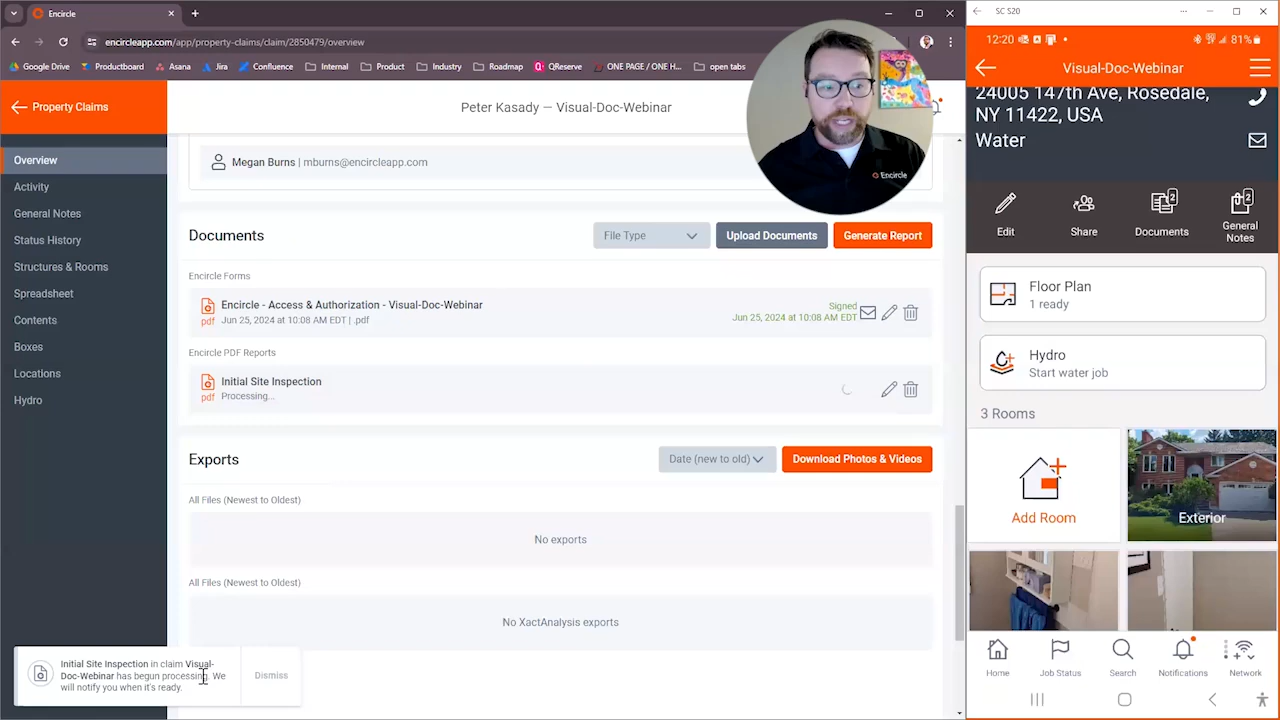 Encircle
encircleapp.com/app/property-claims/claim/2850479/overview
Google Drive
Productboard
Asana
Jira
Confluence
Internal
Product
Industry
Roadmap
QReserve
ONE PAGE / ONE H...
open tabs
Property Claims
Peter Kasady — Visual-Doc-Webinar
Overview
Activity
General Notes
Status History
Structures & Rooms
Spreadsheet
Contents
Boxes
Locations
Hydro
Megan Burns | mburns@encircleapp.com
Encircle
Documents
File Type
Upload Documents
Generate Report
Encircle Forms
pdf
Encircle - Access & Authorization - Visual-Doc-Webinar
Jun 25, 2024 at 10:08 AM EDT | .pdf
Signed
Jun 25, 2024 at 10:08 AM EDT
Encircle PDF Reports
pdf
Initial Site Inspection
Processing...
Exports
Date (new to old)
Download Photos & Videos
All Files (Newest to Oldest)
No exports
All Files (Newest to Oldest)
No XactAnalysis exports
Initial Site Inspection in claim Visual-
Doc-Webinar has begun processing. We
will notify you when it's ready.
Dismiss
SC S20
12:20
81%
Visual-Doc-Webinar
24005 147th Ave, Rosedale,
NY 11422, USA
Water
2
2
Edit
Share
Documents
General
Notes
Floor Plan
1 ready
Hydro
Start water job
3 Rooms
Add Room
Exterior
Home
Job Status
Search
Notifications
Network